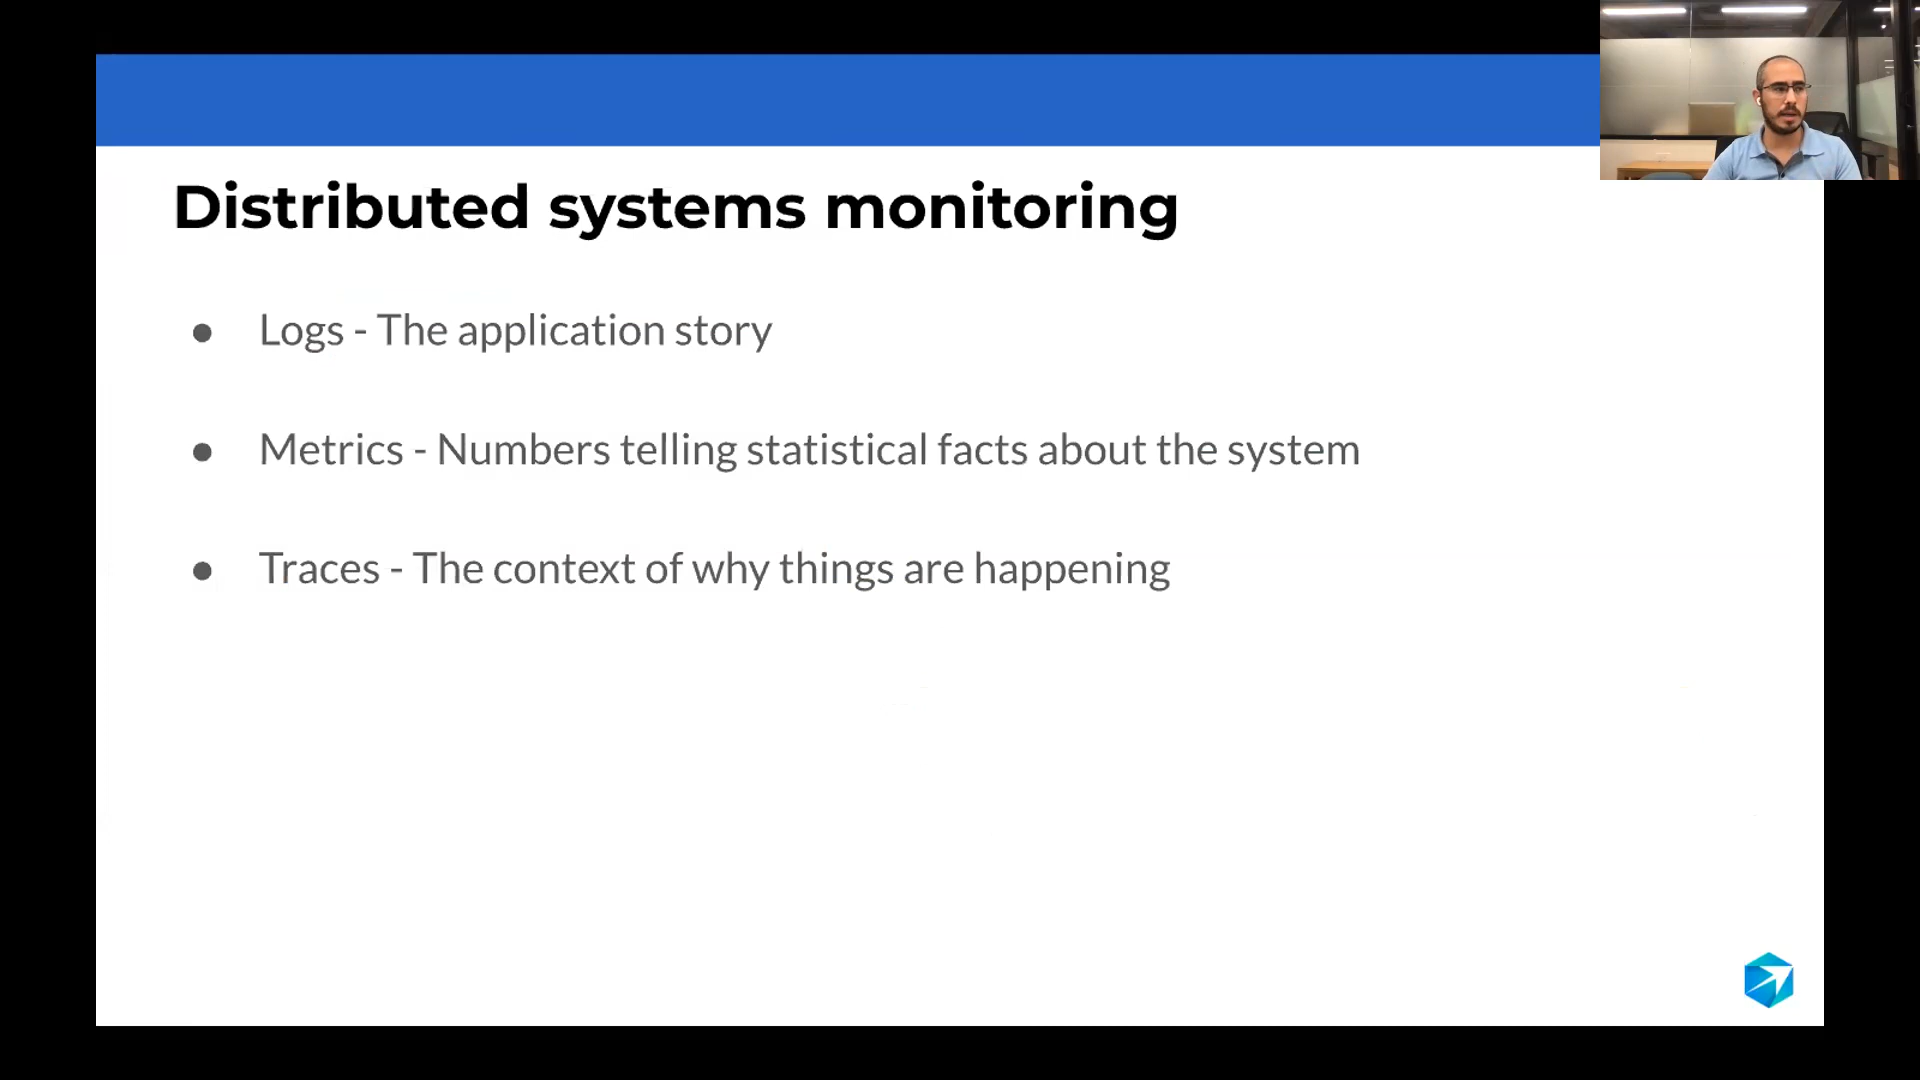 Distributed systems monitoring
● Logs - The application story
● Metrics - Numbers telling statistical facts about the system
● Traces - The context of why things are happening